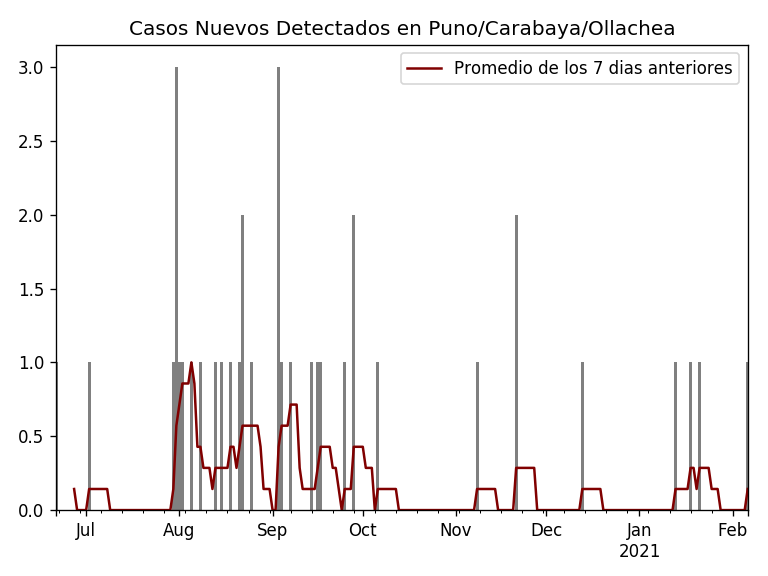 Casos Nuevos Detectados en Puno/Carabaya/Ollachea
Promedio de los 7 dias anteriores
3.0
2.5
2.0
1.5
1.0
0.5
0.0
Jul Aug Sep Oct Nov Dec Jan Feb
2021